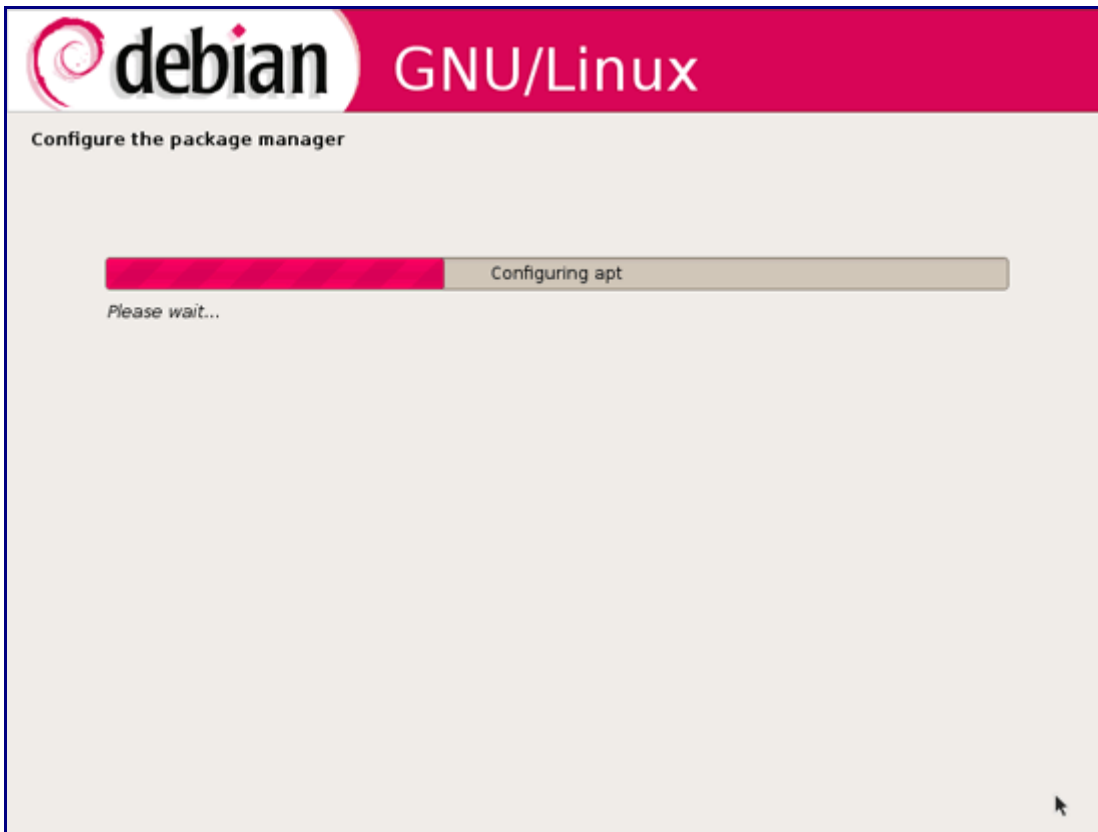 debian GNU/Linux
Configure the package manager
Configuring apt
Please wait...